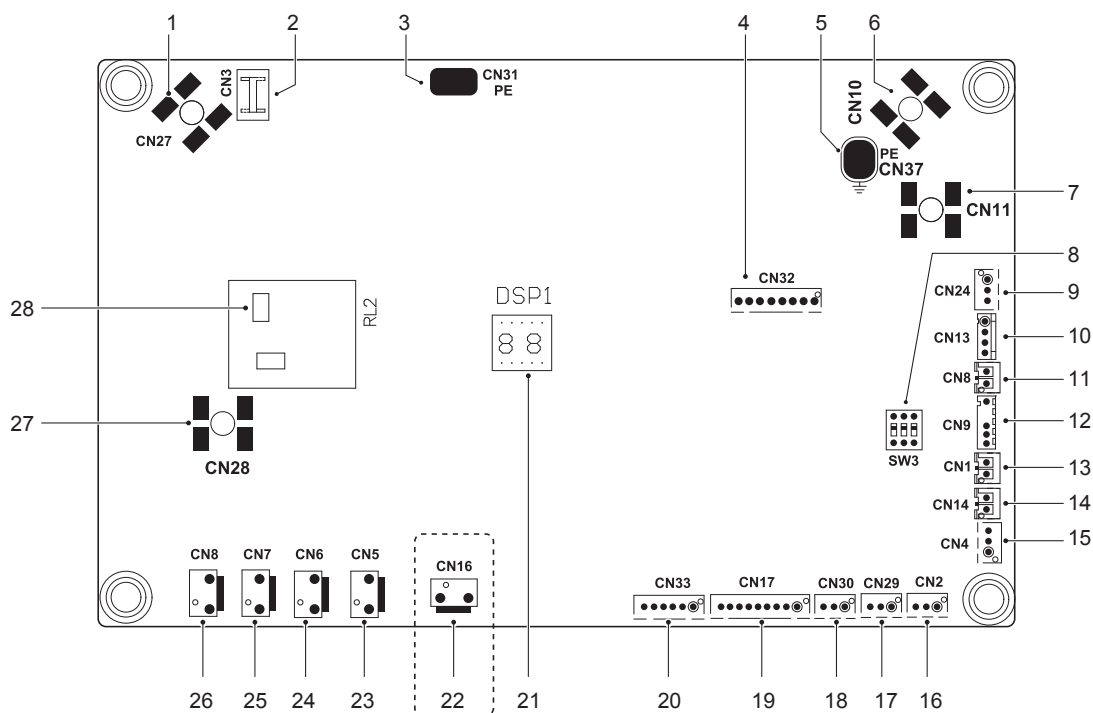 1 2 3 4 5 6
CN3
CN31
PE
CN10
CN27
PE
CN37
7
CN11
8
CN32
CN24
9
28
RL2
DSP1
88
CN13
10
CN8
11
CN9
12
27
SW3
CN28
CN1
13
CN14
14
CN4
15
CN8 CN7 CN6 CN5 CN16
CN33 CN17 CN30 CN29 CN2
26 25 24 23 22 21 20 19 18 17 16